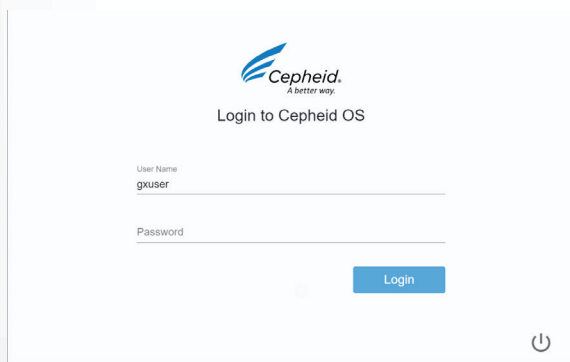 Cepheid.
A better way.
Login to Cepheid OS
User Name
gxuser
Password
Login